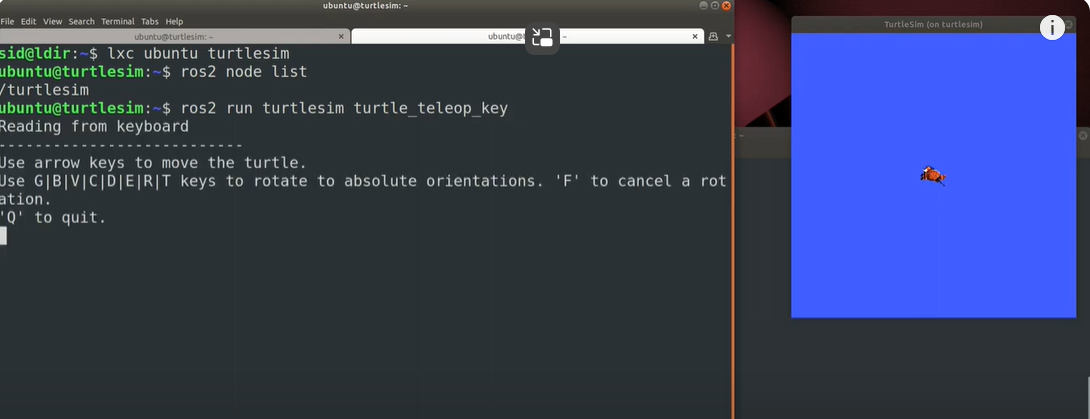 ubuntu@turtlesim: ~
File Edit View Search Terminal Tabs Help
ubuntu@turtlesim: ~
sid@ldir:~$ lxc ubuntu turtlesim
ubuntu@turtlesim:~$ ros2 node list
/turtlesim
ubuntu@turtlesim:~$ ros2 run turtlesim turtle_teleop_key
Reading from keyboard
---------------------------
Use arrow keys to move the turtle.
Use G|B|V|C|D|E|R|T keys to rotate to absolute orientations. 'F' to cancel a rot
ation.
'Q' to quit.
TurtleSim (on turtlesim)